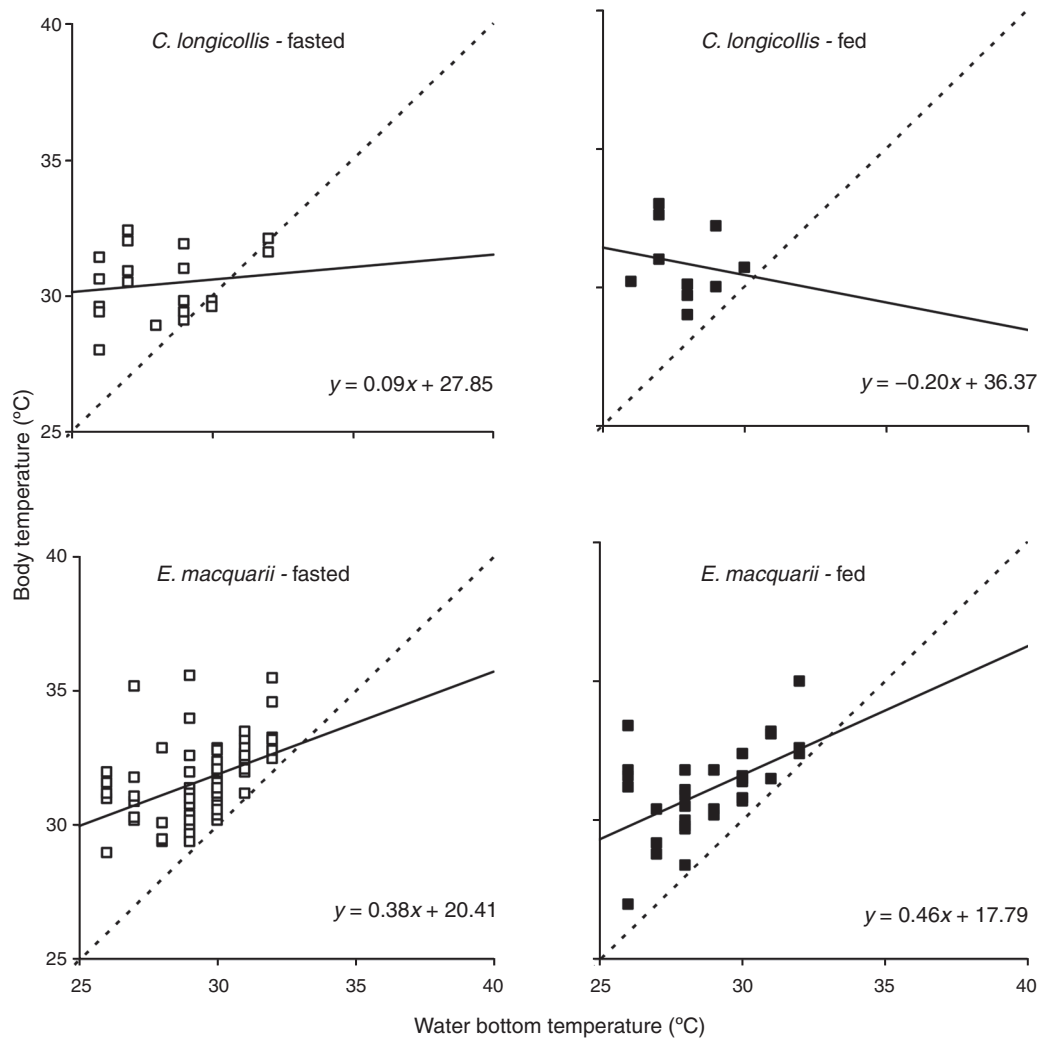 40
C. longicollis - fasted
C. longicollis - fed
35
30
y = 0.09x + 27.85
y = −0.20x + 36.37
25
Body temperature (ºC)
40
E. macquarii - fasted
E. macquarii - fed
35
30
y = 0.38x + 20.41
y = 0.46x + 17.79
25
25 30 35 40 25 30 35 40
Water bottom temperature (ºC)